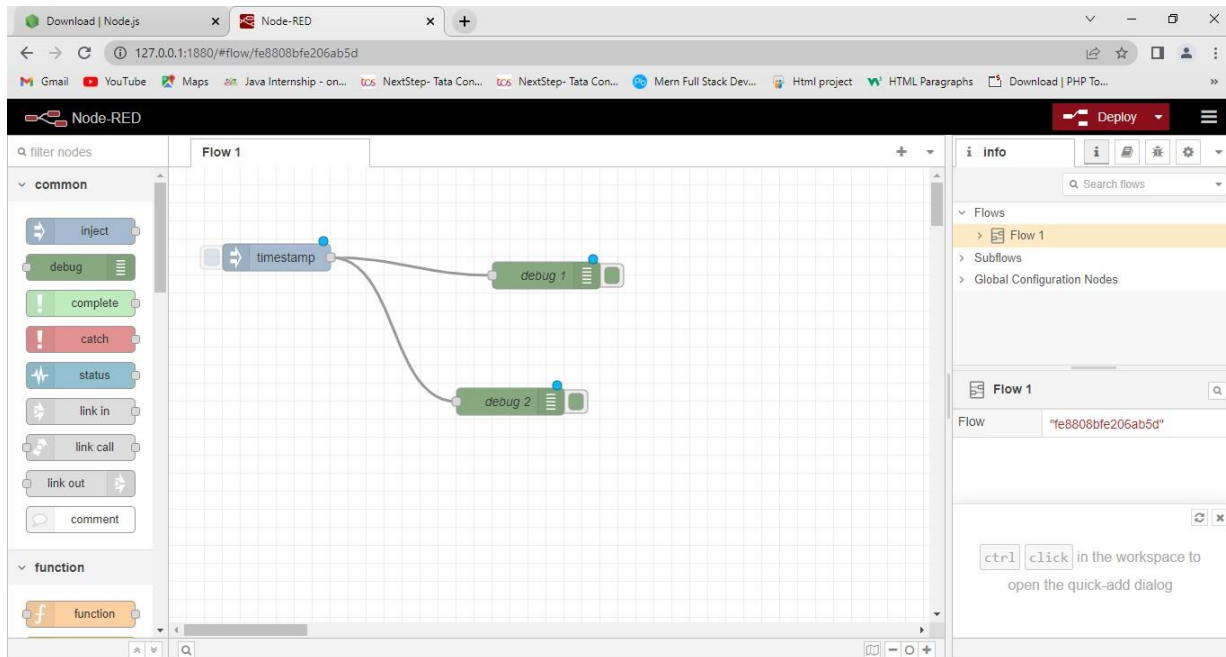 Download | Node.js
Node-RED
127.0.0.1:1880/#flow/fe8808bfe206ab5d
Gmail YouTube Maps Java Internship - on... NextStep- Tata Con... NextStep- Tata Con... Mern Full Stack Dev... Html project HTML Paragraphs Download | PHP To...
Node-RED
Deploy
filter nodes
common
inject
debug
complete
catch
status
link in
link call
link out
comment
function
function
Flow 1
timestamp
debug 1
debug 2
i info
i
Search flows
Flows
Flow 1
Subflows
Global Configuration Nodes
Flow 1
Flow "fe8808bfe206ab5d"
ctrl click in the workspace to
open the quick-add dialog